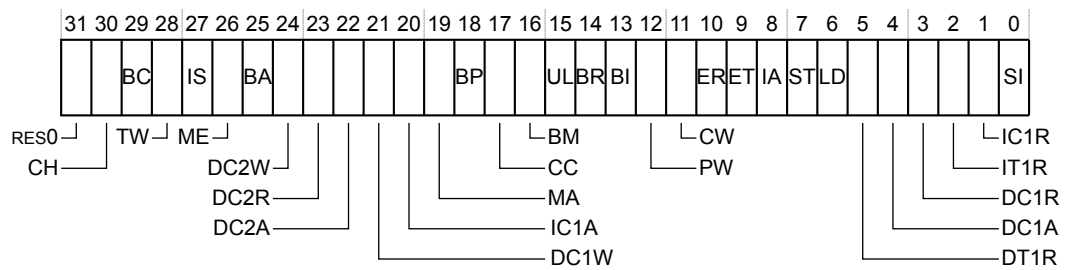 31 30 29 28 27 26 25 24 23 22 21 20 19 18 17 16 15 14 13 12 11 10 9 8 7 6 5 4 3 2 1 0
BC IS BA BP UL BR BI ER ET IA ST LD SI
RES0 TW ME BM CW IC1R
CH DC2W CC PW IT1R
DC2R MA DC1R
DC2A IC1A DC1A
DC1W DT1R